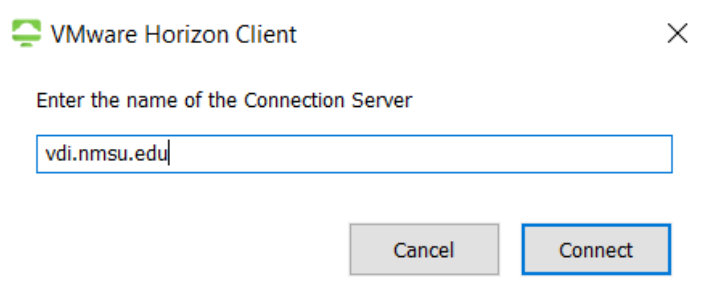 VMware Horizon Client
Enter the name of the Connection Server
vdi.nmsu.edu
Cancel Connect